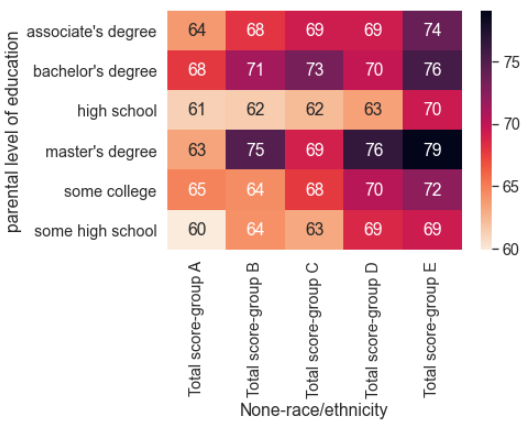 parental level of education
associate's degree 64 68 69 69 74
bachelor's degree 68 71 73 70 76
high school 61 62 62 63 70
master's degree 63 75 69 76 79
some college 65 64 68 70 72
some high school 60 64 63 69 69
75
70
65
60
Total score-group A
Total score-group B
Total score-group C
Total score-group D
Total score-group E
None-race/ethnicity